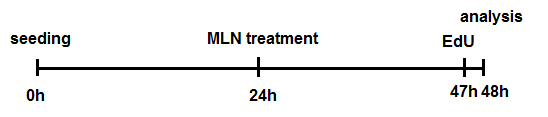 analysis
seeding MLN treatment EdU
0h 24h 47h 48h